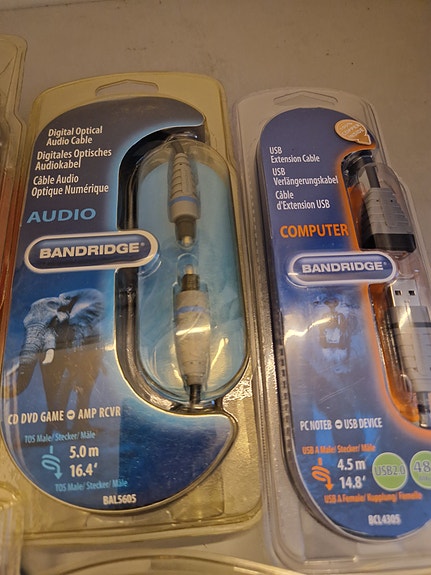 Digital Optical
Audio Cable
Digitales Optisches
Audiokabel
Câble Audio
Optique Numérique
AUDIO
BANDRIDGE®
CD DVD GAME AMP RCVR
TOS Male/ Stecker/ Mâle
5.0 m
16.4'
TOS Male/ Stecker/ Mâle
BAL5605
USB
Extension Cable
USB
Verlängerungskabel
Câble
d'Extension USB
COMPUTER
BANDRIDGE®
PC NOTEB USB DEVICE
USB A Male/ Stecker/ Mâle
4.5 m
14.8'
USB A Female/ Kupplung/ Femelle
USB2.0
48
BCL4305